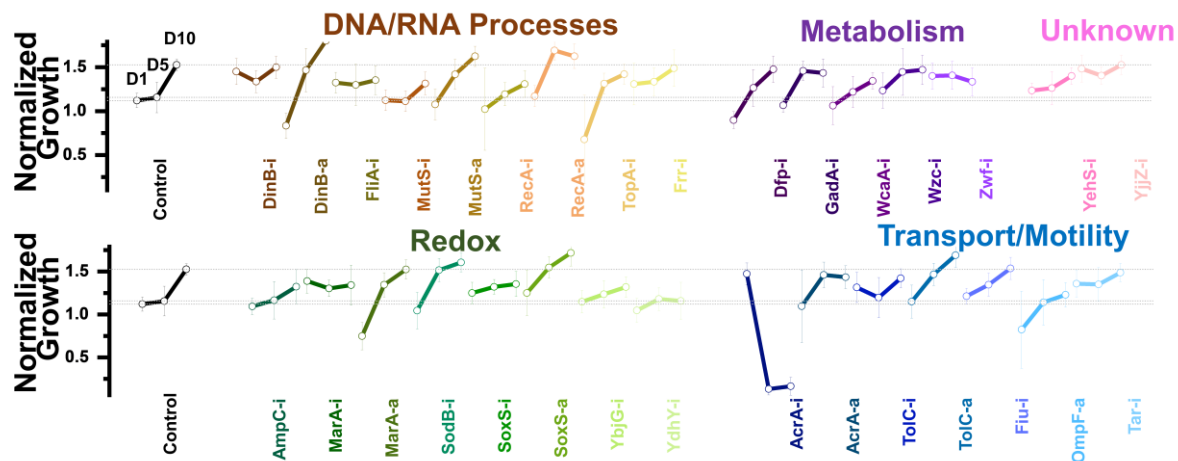 DNA/RNA Processes
Metabolism
Unknown
Normalized
Growth
1.5
1.0
0.5
D1
D5
D10
Control
DinB-i
DinB-a
FliA-i
MutS-i
MutS-a
RecA-i
RecA-a
TopA-i
Frr-i
Dfp-i
GadA-i
WcaA-i
Wzc-i
Zwf-i
YehS-i
YjjZ-i
Redox
Transport/Motility
Normalized
Growth
1.5
1.0
0.5
Control
AmpC-i
MarA-i
MarA-a
SodB-i
SoxS-i
SoxS-a
YbjG-i
YdhY-i
AcrA-i
AcrA-a
TolC-i
TolC-a
Fiu-i
OmpF-a
Tar-i